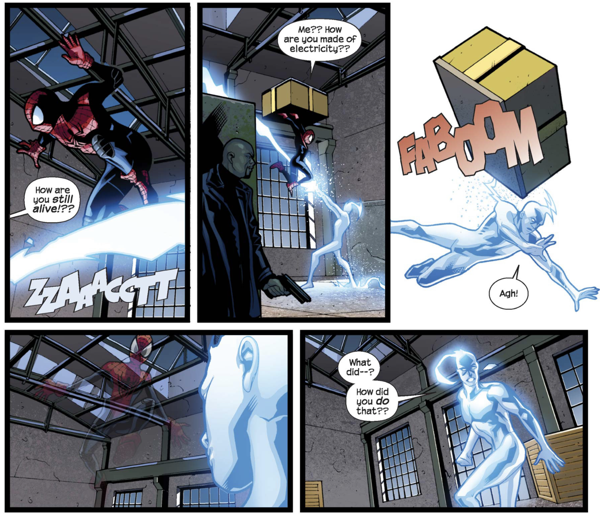 How are
you still
alive!??
ZZAAACCTT
Me?? How
are you made of
electricity??
FABOOM
Agh!
What
did--?
How did
you do
that??